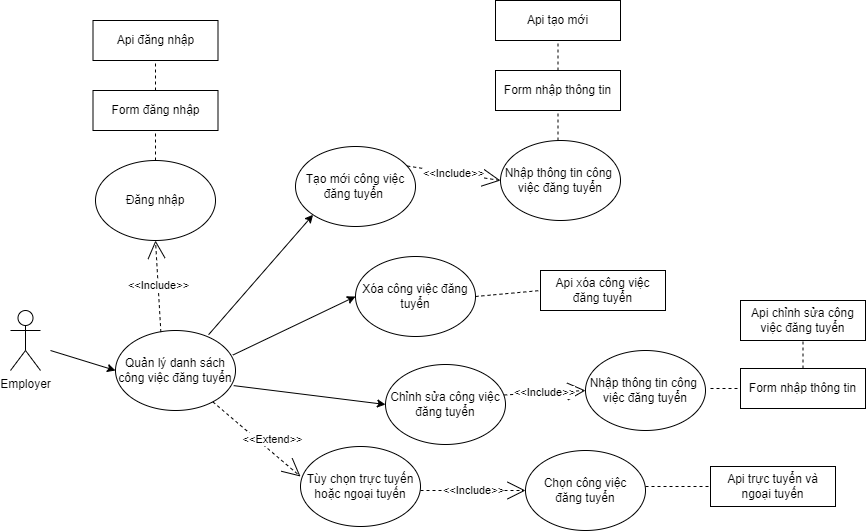 Api đăng nhập
Form đăng nhập
Đăng nhập
<<Include>>
Employer
Quản lý danh sách
công việc đăng tuyển
Api tạo mới
Form nhập thông tin
Tạo mới công việc
đăng tuyển
<<Include>>
Nhập thông tin công
việc đăng tuyển
Xóa công việc đăng
tuyển
Api xóa công việc
đăng tuyển
Chỉnh sửa công việc
đăng tuyển
<<Include>>
Nhập thông tin công
việc đăng tuyển
Api chỉnh sửa công
việc đăng tuyển
Form nhập thông tin
<<Extend>>
Tùy chọn trực tuyến
hoặc ngoại tuyến
<<Include>>
Chọn công việc
đăng tuyển
Api trực tuyến và
ngoại tuyến